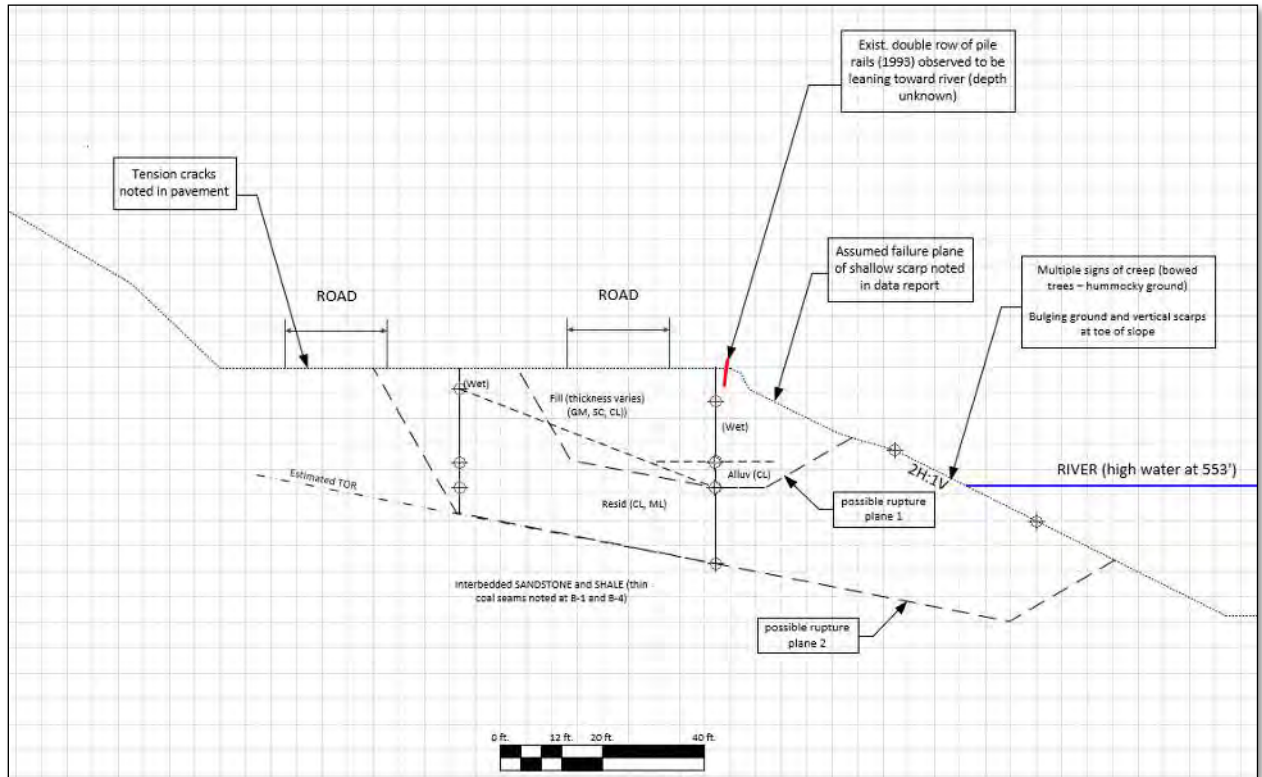 Exist. double row of pile
rails (1993) observed to be
leaning toward river (depth
unknown)
Tension cracks
noted in pavement
Assumed failure plane
of shallow scarp noted
in data report
Multiple signs of creep (bowed
trees – hummocky ground)
Bulging ground and vertical scarps
at toe of slope
ROAD
ROAD
(Wet)
Fill (thickness varies)
(GM, SC, CL))
(Wet)
Alluv (CL)
2H:1V
RIVER (high water at 553')
Estimated TOR
Resid (CL, ML)
possible rupture
plane 1
Interbedded SANDSTONE and SHALE (thin
coal seams noted at B-1 and B-4)
possible rupture
plane 2
0 ft. 12 ft. 20 ft. 40 ft.